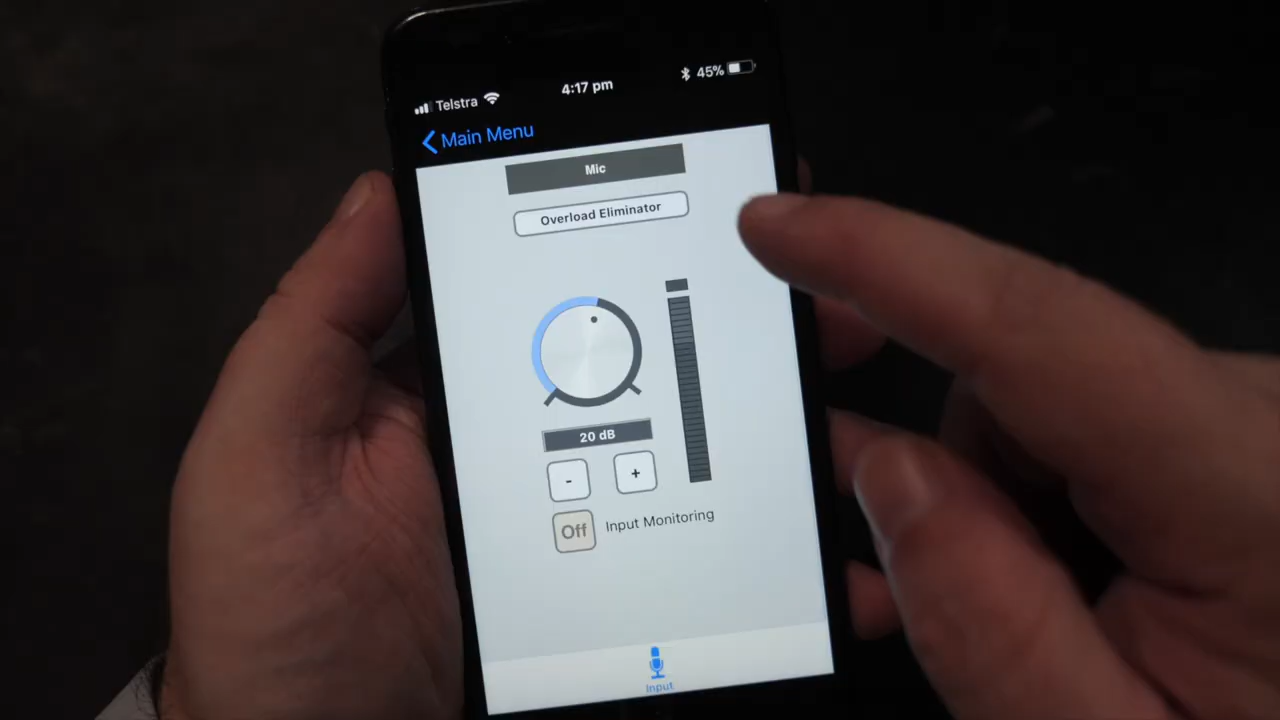 Telstra
4:17 pm
45%
Main Menu
Mic
Overload Eliminator
20 dB
- +
Off Input Monitoring
Input